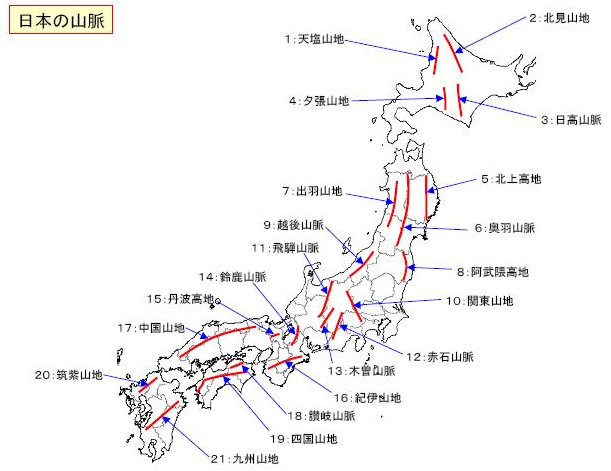 日本の山脈
1:天塩山地
2:北見山地
3:日高山脈
4:夕張山地
5:北上高地
6:奥羽山脈
7:出羽山地
8:阿武隈高地
9:越後山脈
10:関東山地
11:飛騨山脈
12:赤石山脈
13:木曽山脈
14:鈴鹿山脈
15:丹波高地
16:紀伊山地
17:中国山地
18:讃岐山脈
19:四国山地
20:筑紫山地
21:九州山地